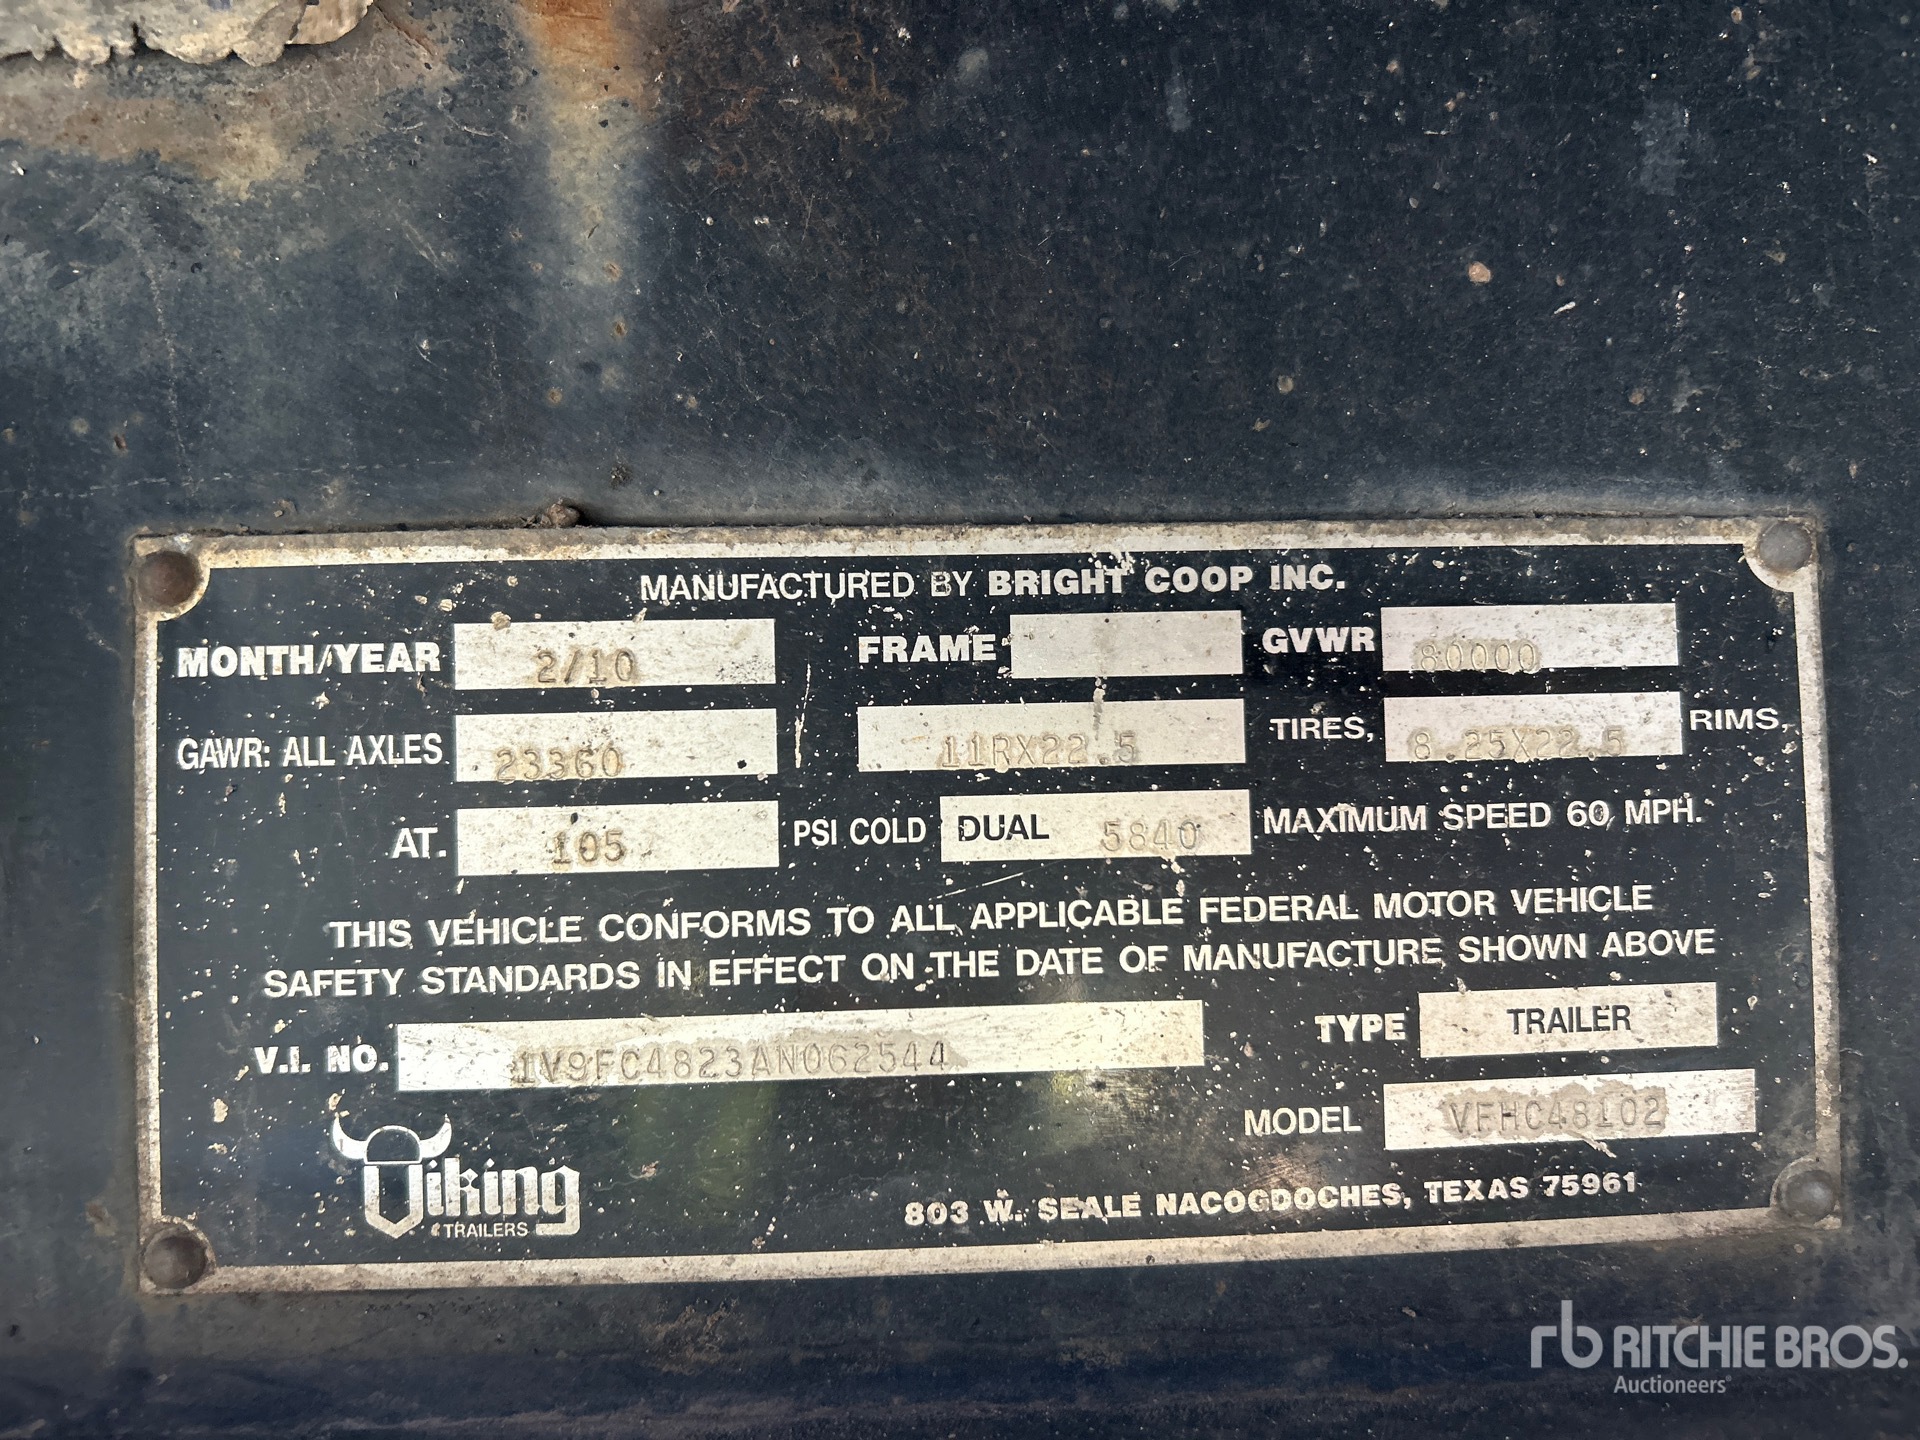 MANUFACTURED BY BRIGHT COOP INC.
MONTH/YEAR 2/10 FRAME GVWR 80000
GAWR: ALL AXLES 23360 11RX22.5 TIRES, 8.25X22.5 RIMS,
AT. 105 PSI COLD DUAL 5840 MAXIMUM SPEED 60 MPH.
THIS VEHICLE CONFORMS TO ALL APPLICABLE FEDERAL MOTOR VEHICLE
SAFETY STANDARDS IN EFFECT ON THE DATE OF MANUFACTURE SHOWN ABOVE
V.I. NO. 1V9FC4823AN062544 TYPE TRAILER
MODEL VFHC48102
Viking
TRAILERS
803 W. SEALE NACOGDOCHES, TEXAS 75961
rb RITCHIE BROS.
Auctioneers